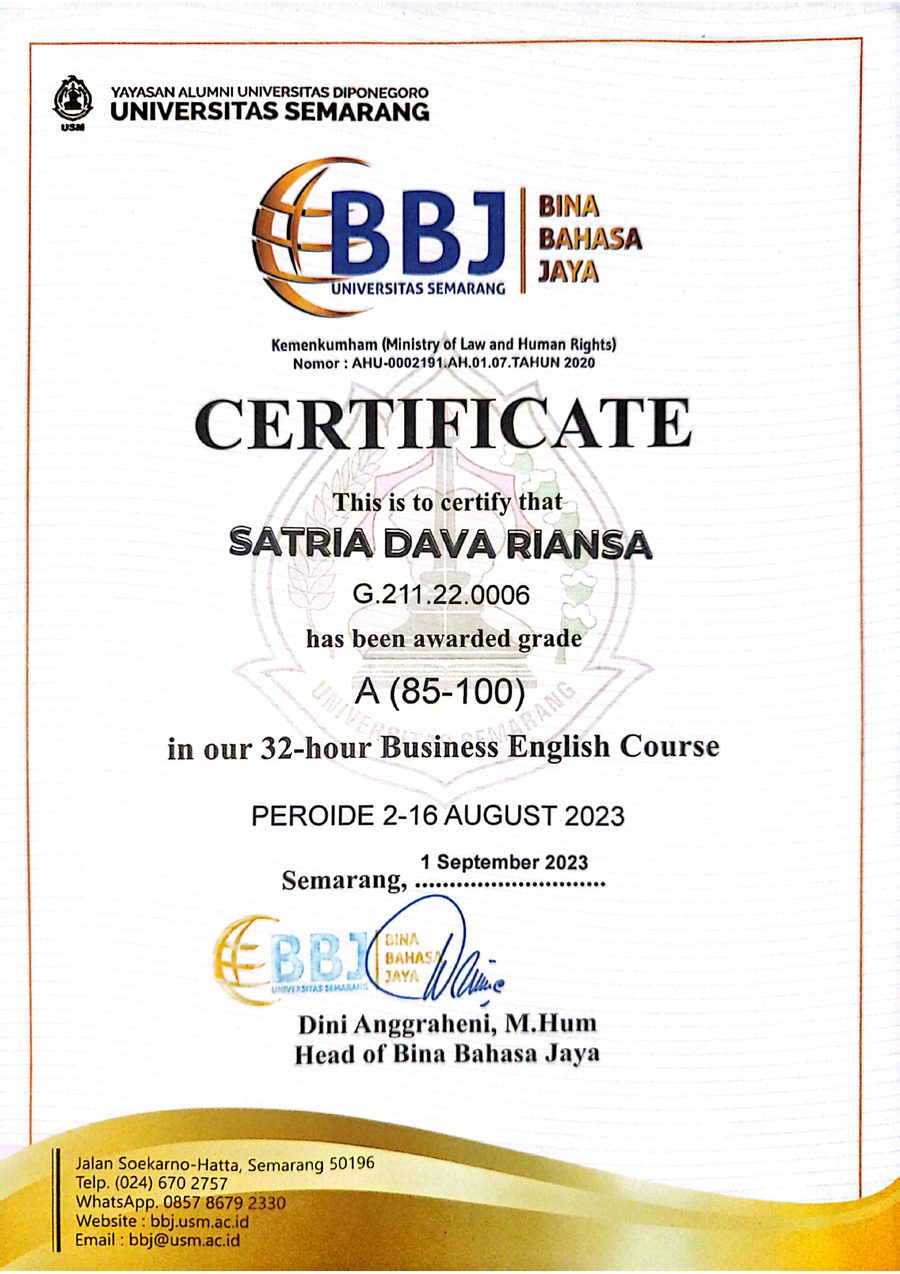 YAYASAN ALUMNI UNIVERSITAS DIPONEGORO
UNIVERSITAS SEMARANG
USM
BBJ
UNIVERSITAS SEMARANG
BINA
BAHASA
JAYA
Kemenkumham (Ministry of Law and Human Rights)
Nomor : AHU-0002191.AH.01.07.TAHUN 2020
CERTIFICATE
This is to certify that
SATRIA DAVA RIANSA
G.211.22.0006
has been awarded grade
A (85-100)
UNIVERSITAS SEMARANG
in our 32-hour Business English Course
PEROIDE 2-16 AUGUST 2023
1 September 2023
Semarang, ............................
BBJ
UNIVERSITAS SEMARANG
BINA
BAHASA
JAYA
Dini Anggraheni, M.Hum
Head of Bina Bahasa Jaya
Jalan Soekarno-Hatta, Semarang 50196
Telp. (024) 670 2757
WhatsApp. 0857 8679 2330
Website : bbj.usm.ac.id
Email : bbj@usm.ac.id